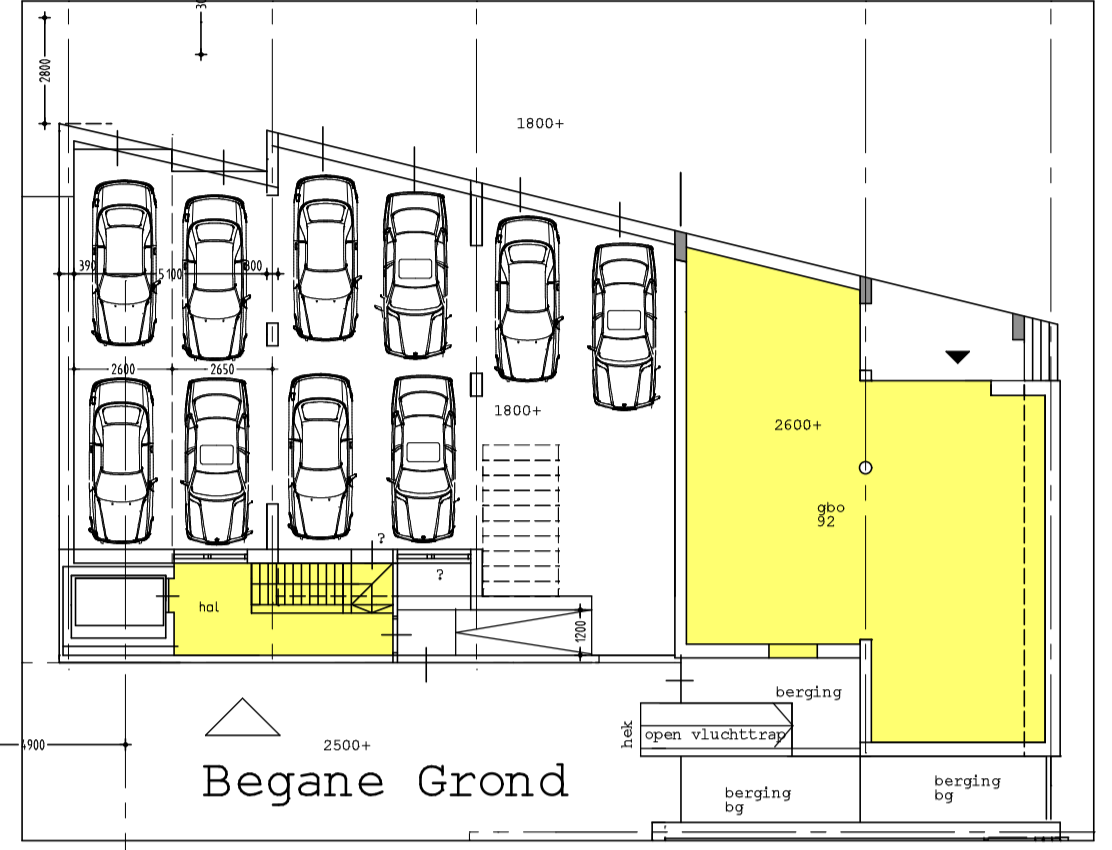 2800
1800+
390
5100
800
2600
2650
1800+
2600+
gbo
92
?
?
hal
1200
berging
hek
open vluchttrap
4900
2500+
Begane Grond
berging
bg
berging
bg